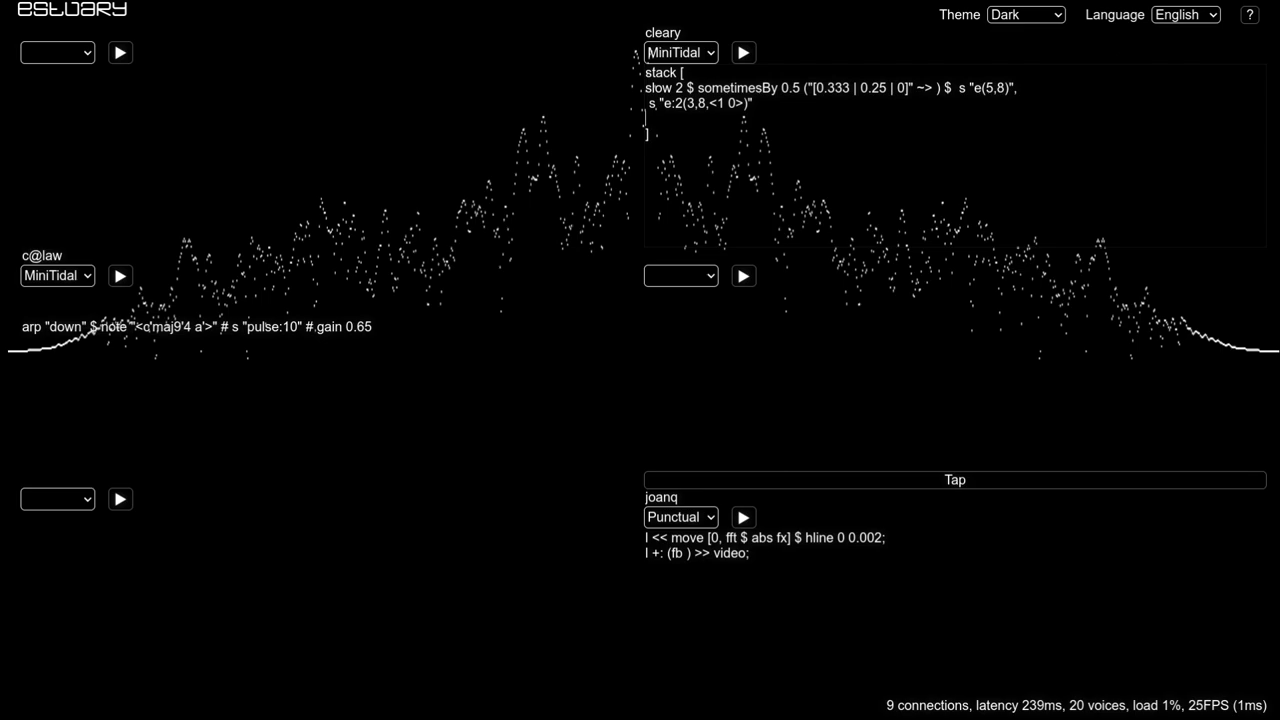 estuary
Theme Dark Language English ?
cleary
MiniTidal
stack [
slow 2 $ sometimesBy 0.5 ("[0.333 | 0.25 | 0]" ~> ) $  s "e(5,8)",
s "e:2(3,8,<1 0>)"
]
c@law
MiniTidal
arp "down" $ note "<c'maj9'4 a'>" # s "pulse:10" # gain 0.65
Tap
joanq
Punctual
l << move [0, fft $ abs fx] $ hline 0 0.002;
l +: (fb ) >> video;
9 connections, latency 239ms, 20 voices, load 1%, 25FPS (1ms)